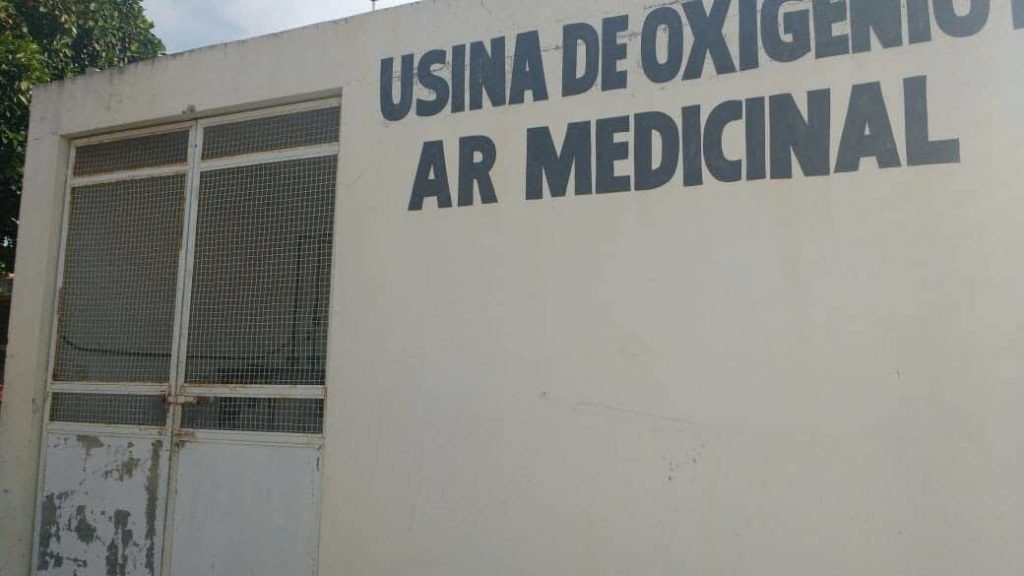 USINA DE OXIGENIO
AR MEDICINAL